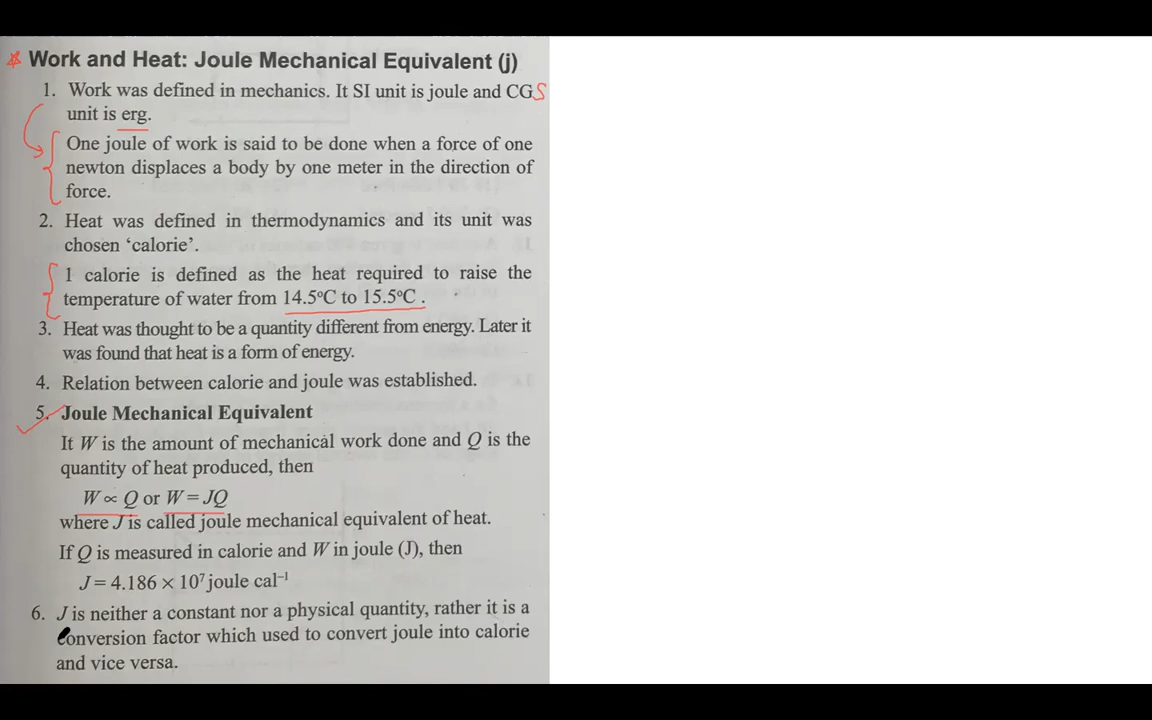 Work and Heat: Joule Mechanical Equivalent (j)
1. Work was defined in mechanics. It SI unit is joule and CGS
unit is erg.
One joule of work is said to be done when a force of one
newton displaces a body by one meter in the direction of
force.
2. Heat was defined in thermodynamics and its unit was
chosen ‘calorie’.
1 calorie is defined as the heat required to raise the
temperature of water from 14.5°C to 15.5°C .
3. Heat was thought to be a quantity different from energy. Later it
was found that heat is a form of energy.
4. Relation between calorie and joule was established.
5. Joule Mechanical Equivalent
It W is the amount of mechanical work done and Q is the
quantity of heat produced, then
W ∝ Q or W = JQ
where J is called joule mechanical equivalent of heat.
If Q is measured in calorie and W in joule (J), then
J = 4.186 × 10⁷ joule cal⁻¹
6. J is neither a constant nor a physical quantity, rather it is a
conversion factor which used to convert joule into calorie
and vice versa.